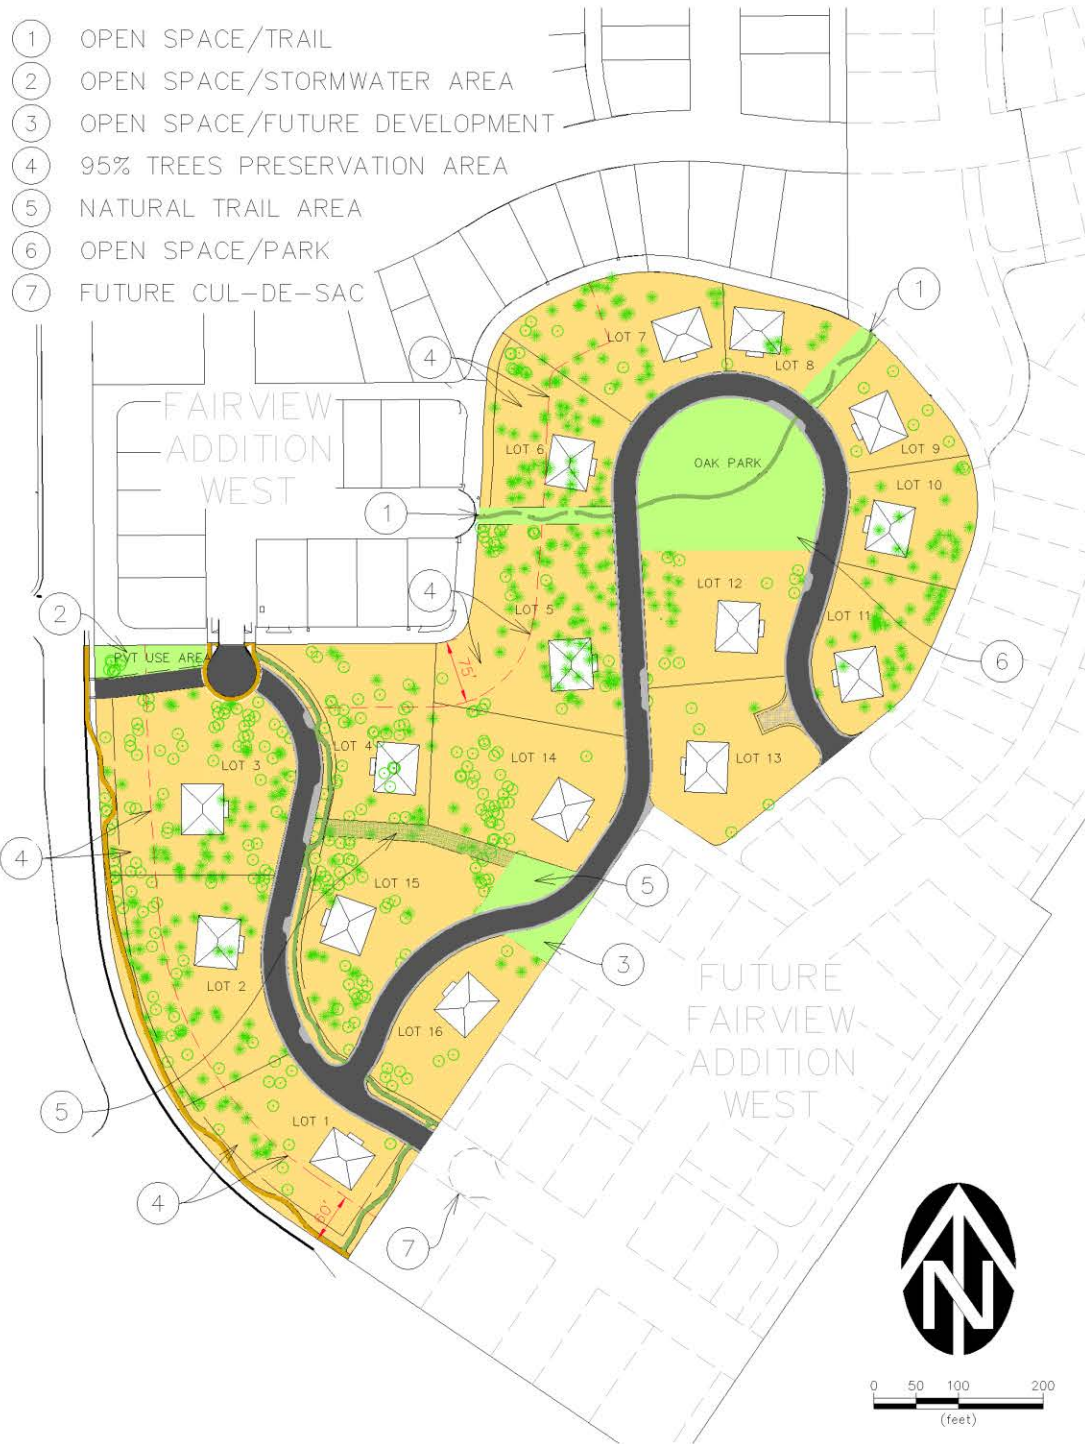 1 OPEN SPACE/TRAIL
2 OPEN SPACE/STORMWATER AREA
3 OPEN SPACE/FUTURE DEVELOPMENT
4 95% TREES PRESERVATION AREA
5 NATURAL TRAIL AREA
6 OPEN SPACE/PARK
7 FUTURE CUL-DE-SAC
1
LOT 7
LOT 8
4
FAIRVIEW
ADDITION
WEST
LOT 6
OAK PARK
LOT 9
LOT 10
1
4
LOT 12
2
LOT 5
LOT 11
PVT USE AREA
75'
6
LOT 4
LOT 3
LOT 14
LOT 13
4
LOT 15
5
3
LOT 2
FUTURE
FAIRVIEW
ADDITION
WEST
LOT 16
5
LOT 1
4
60'
7
N
0 50 100 200
(feet)